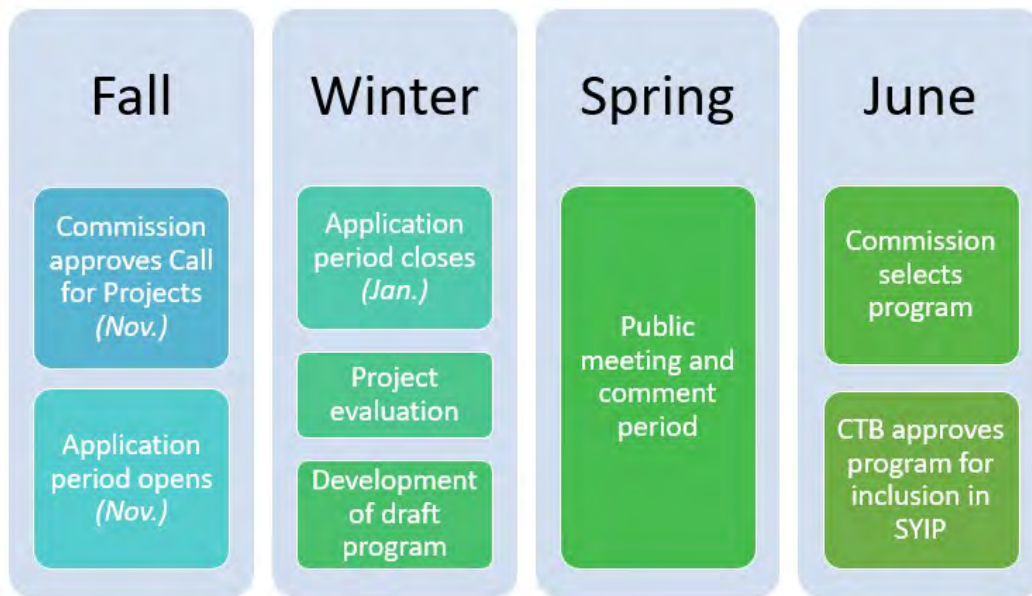 Fall
Commission
approves Call
for Projects
(Nov.)
Application
period opens
(Nov.)
Winter
Application
period closes
(Jan.)
Project
evaluation
Development
of draft
program
Spring
Public
meeting and
comment
period
June
Commission
selects
program
CTB approves
program for
inclusion in
SYIP